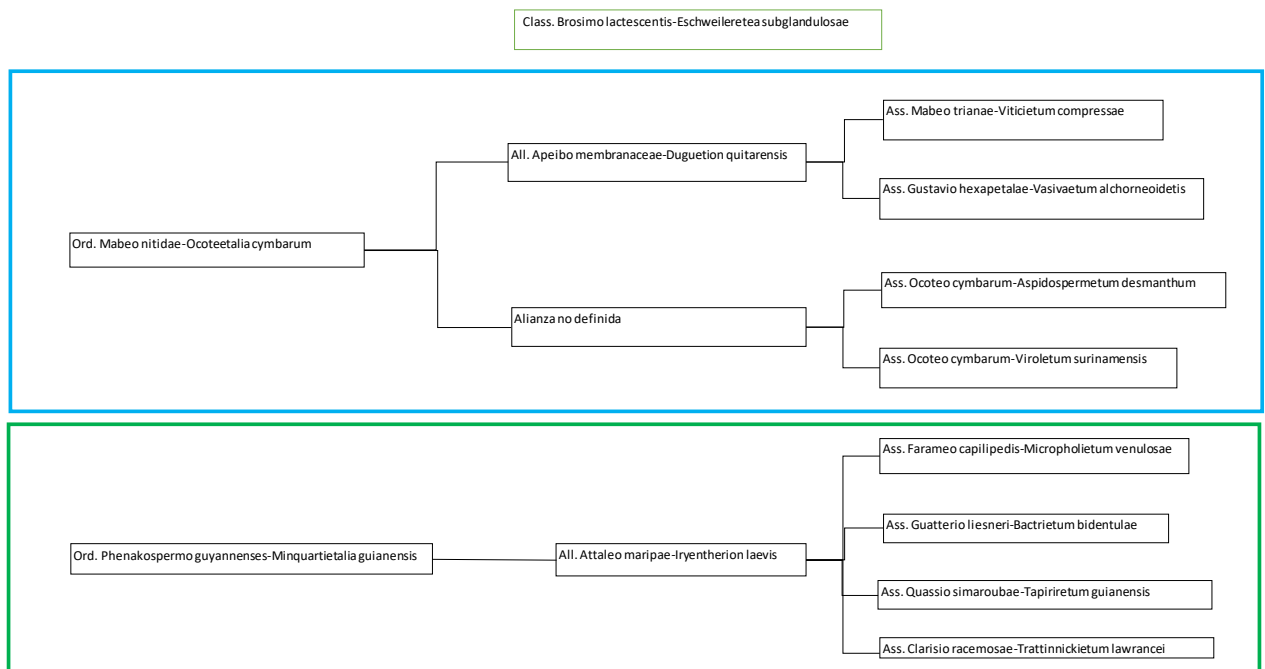 Class. Brosimo lactescentis-Eschweileretea subglandulosae
Ass. Mabeo trianae-Viticietum compressae
All. Apeibo membranaceae-Duguetion quitarensis
Ass. Gustavio hexapetalae-Vasivaetum alchorneoidetis
Ord. Mabeo nitidae-Ocoteetalia cymbarum
Ass. Ocoteo cymbarum-Aspidospermetum desmanthum
Alianza no definida
Ass. Ocoteo cymbarum-Viroletum surinamensis
Ass. Farameo capilipedis-Micropholietum venulosae
Ass. Guatterio liesneri-Bactrietum bidentulae
Ord. Phenakospermo guyannenses-Minquartietalia guianensis
All. Attaleo maripae-Iryentherion laevis
Ass. Quassio simaroubae-Tapiriretum guianensis
Ass. Clarisio racemosae-Trattinnickietum lawrancei